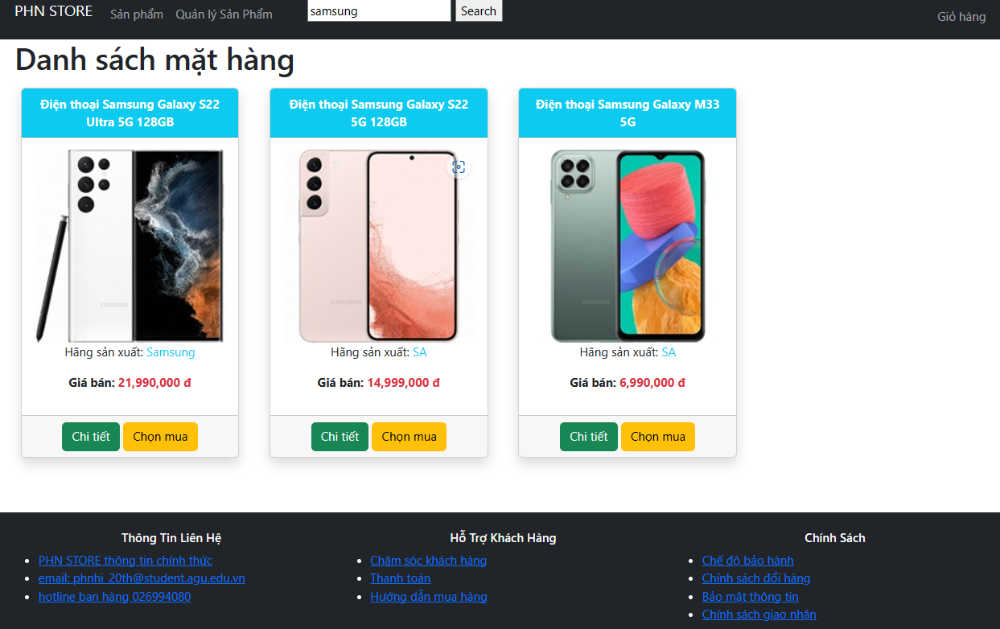 PHN STORE Sản phẩm Quản lý Sản Phẩm samsung Search Giỏ hàng
Danh sách mặt hàng
Điện thoại Samsung Galaxy S22
Ultra 5G 128GB
SAMSUNG
Hãng sản xuất: Samsung
Giá bán: 21,990,000 đ
Chi tiết Chọn mua
Điện thoại Samsung Galaxy S22
5G 128GB
SAMSUNG
Hãng sản xuất: SA
Giá bán: 14,999,000 đ
Chi tiết Chọn mua
Điện thoại Samsung Galaxy M33
5G
SAMSUNG
Hãng sản xuất: SA
Giá bán: 6,990,000 đ
Chi tiết Chọn mua
Thông Tin Liên Hệ
PHN STORE thông tin chính thức
email: phnhi_20th@student.agu.edu.vn
hotline ban hàng 026994080
Hỗ Trợ Khách Hàng
Chăm sóc khách hàng
Thanh toán
Hướng dẫn mua hàng
Chính Sách
Chế độ bảo hành
Chính sách đổi hàng
Bảo mật thông tin
Chính sách giao nhận